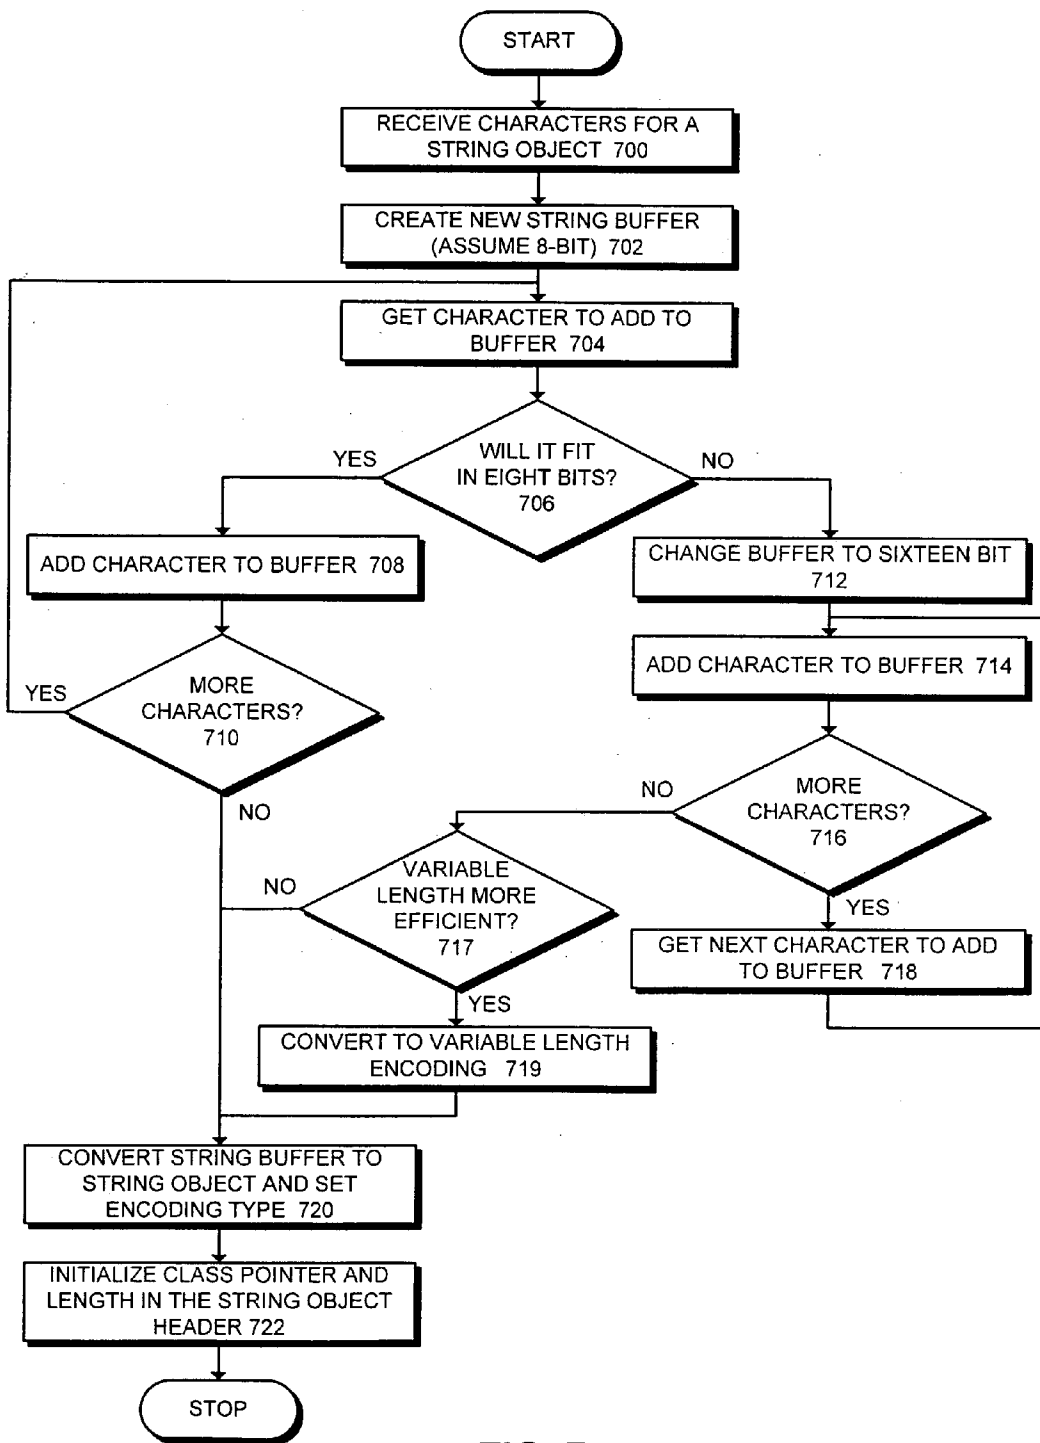 START
RECEIVE CHARACTERS FOR A
STRING OBJECT 700
CREATE NEW STRING BUFFER
(ASSUME 8-BIT) 702
GET CHARACTER TO ADD TO
BUFFER 704
WILL IT FIT
IN EIGHT BITS?
706
YES
NO
ADD CHARACTER TO BUFFER 708
CHANGE BUFFER TO SIXTEEN BIT
712
ADD CHARACTER TO BUFFER 714
YES
MORE
CHARACTERS?
710
NO
NO
MORE
CHARACTERS?
716
YES
NO
VARIABLE
LENGTH MORE
EFFICIENT?
717
YES
GET NEXT CHARACTER TO ADD
TO BUFFER 718
CONVERT TO VARIABLE LENGTH
ENCODING 719
CONVERT STRING BUFFER TO
STRING OBJECT AND SET
ENCODING TYPE 720
INITIALIZE CLASS POINTER AND
LENGTH IN THE STRING OBJECT
HEADER 722
STOP